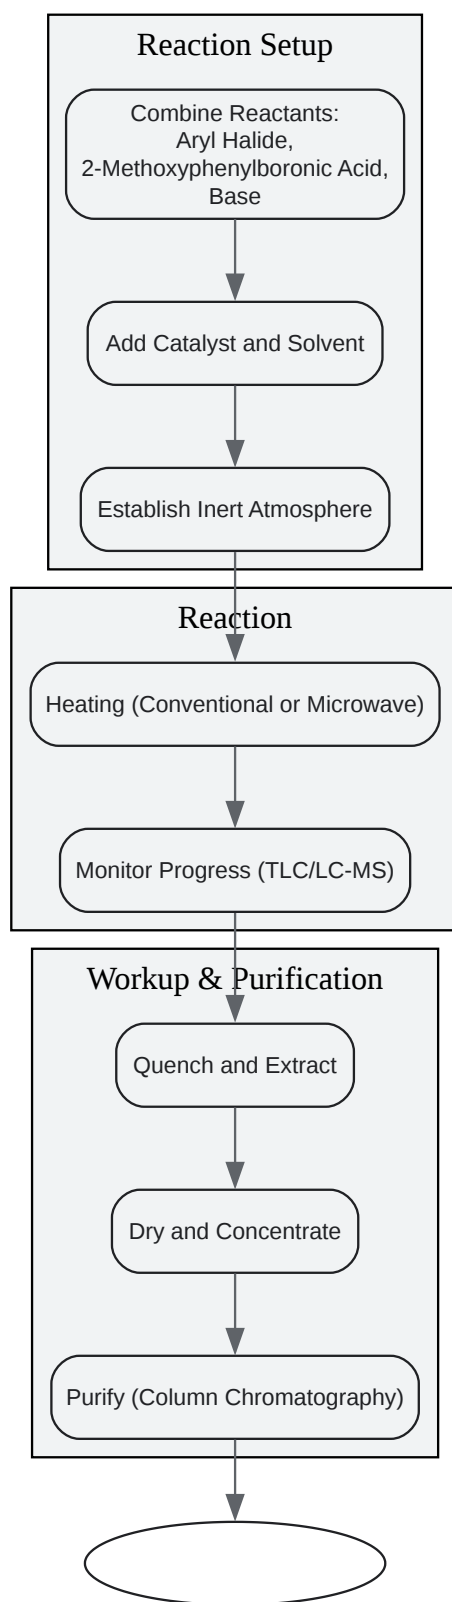 Reaction Setup
Combine Reactants:
Aryl Halide,
2-Methoxyphenylboronic Acid,
Base
Add Catalyst and Solvent
Establish Inert Atmosphere
Reaction
Heating (Conventional or Microwave)
Monitor Progress (TLC/LC-MS)
Workup & Purification
Quench and Extract
Dry and Concentrate
Purify (Column Chromatography)